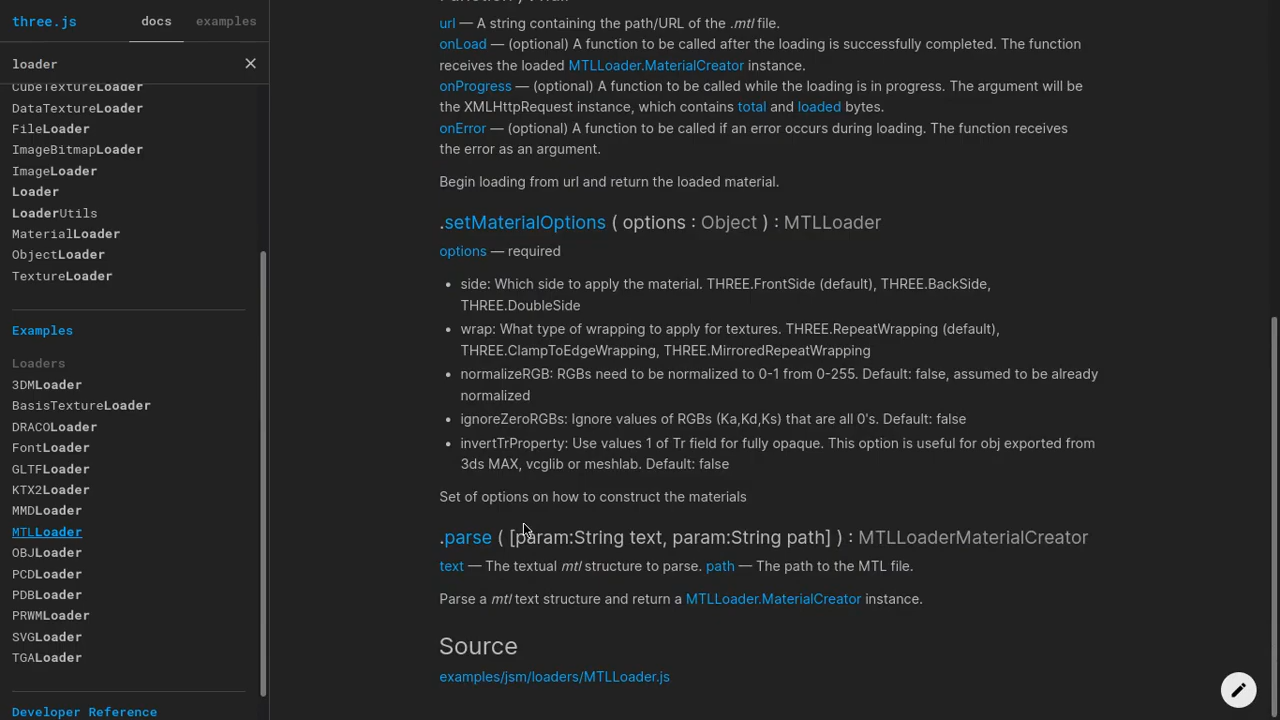 three.js
docs
examples
loader
CubeTextureLoader
DataTextureLoader
FileLoader
ImageBitmapLoader
ImageLoader
Loader
LoaderUtils
MaterialLoader
ObjectLoader
TextureLoader
Examples
Loaders
3DMLoader
BasisTextureLoader
DRACOLoader
FontLoader
GLTFLoader
KTX2Loader
MMDLoader
MTLLoader
OBJLoader
PCDLoader
PDBLoader
PRWMLoader
SVGLoader
TGALoader
Developer Reference
url — A string containing the path/URL of the .mtl file.
onLoad — (optional) A function to be called after the loading is successfully completed. The function
receives the loaded MTLLoader.MaterialCreator instance.
onProgress — (optional) A function to be called while the loading is in progress. The argument will be
the XMLHttpRequest instance, which contains total and loaded bytes.
onError — (optional) A function to be called if an error occurs during loading. The function receives
the error as an argument.
Begin loading from url and return the loaded material.
.setMaterialOptions ( options : Object ) : MTLLoader
options — required
• side: Which side to apply the material. THREE.FrontSide (default), THREE.BackSide,
THREE.DoubleSide
• wrap: What type of wrapping to apply for textures. THREE.RepeatWrapping (default),
THREE.ClampToEdgeWrapping, THREE.MirroredRepeatWrapping
• normalizeRGB: RGBs need to be normalized to 0-1 from 0-255. Default: false, assumed to be already
normalized
• ignoreZeroRGBs: Ignore values of RGBs (Ka,Kd,Ks) that are all 0's. Default: false
• invertTrProperty: Use values 1 of Tr field for fully opaque. This option is useful for obj exported from
3ds MAX, vcglib or meshlab. Default: false
Set of options on how to construct the materials
.parse ( [param:String text, param:String path] ) : MTLLoaderMaterialCreator
text — The textual mtl structure to parse. path — The path to the MTL file.
Parse a mtl text structure and return a MTLLoader.MaterialCreator instance.
Source
examples/jsm/loaders/MTLLoader.js